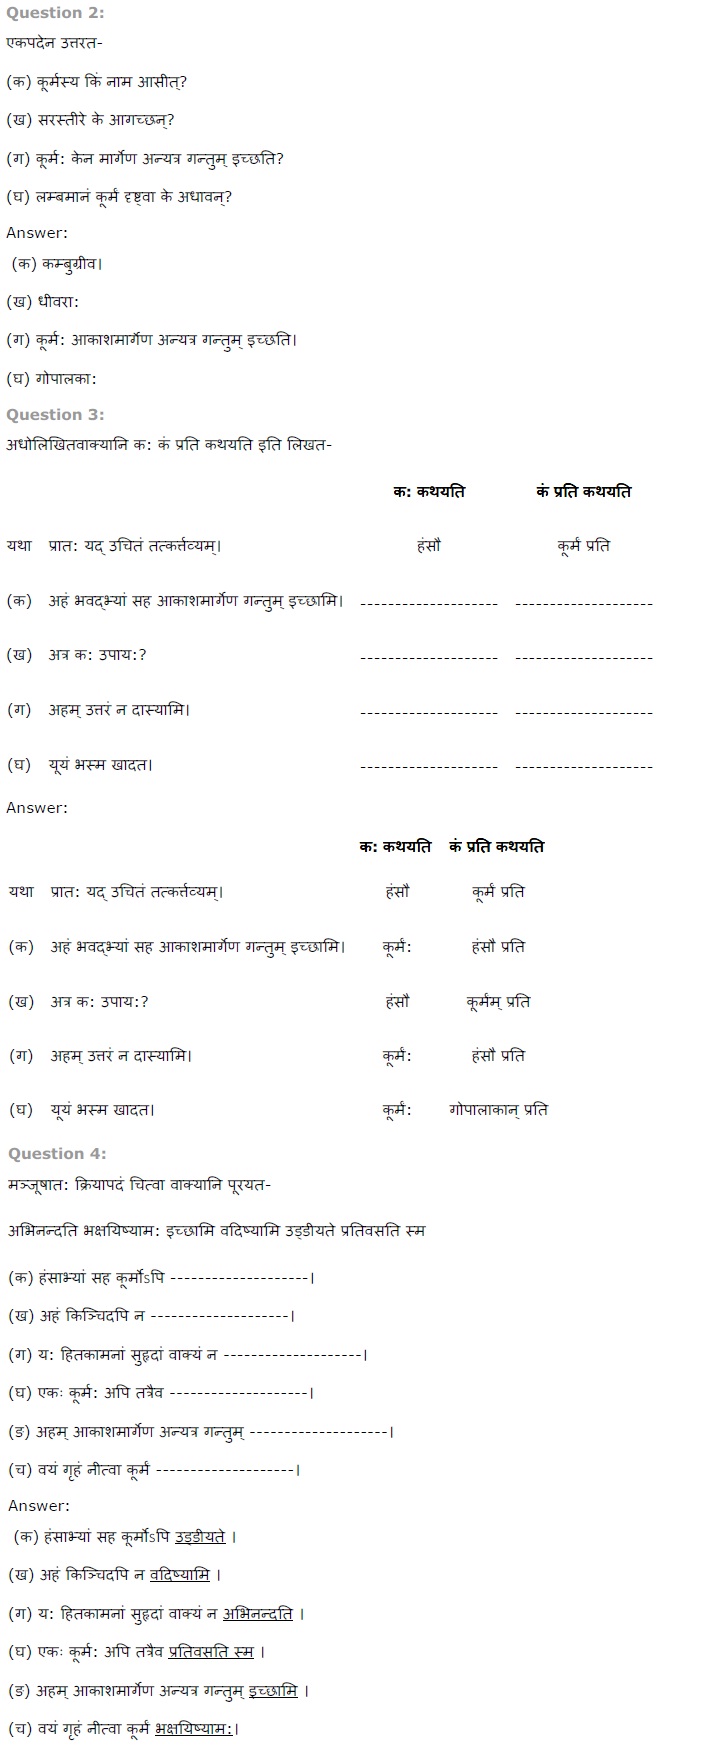 Question 2:
एकपदेन उत्तरत-
(क) कूर्मस्य किं नाम आसीत्?
(ख) सरस्तीरे के आगच्छन्?
(ग) कूर्म: केन मार्गेण अन्यत्र गन्तुम् इच्छति?
(घ) लम्बमानं कूर्मं दृष्ट्वा के अधावन्?
Answer:
(क) कम्बुग्रीव।
(ख) धीवरा:
(ग) कूर्म: आकाशमार्गेण अन्यत्र गन्तुम् इच्छति।
(घ) गोपालका:
Question 3:
अधोलिखितवाक्यानि क: कं प्रति कथयति इति लिखत-
क: कथयति कं प्रति कथयति
यथा प्रात: यद् उचितं तत्कर्त्तव्यम्। हंसौ कूर्मं प्रति
(क) अहं भवद्भ्यां सह आकाशमार्गेण गन्तुम् इच्छामि। -------------------- --------------------
(ख) अत्र क: उपाय:? -------------------- --------------------
(ग) अहम् उत्तरं न दास्यामि। -------------------- --------------------
(घ) यूयं भस्म खादत। -------------------- --------------------
Answer:
क: कथयति कं प्रति कथयति
यथा प्रात: यद् उचितं तत्कर्त्तव्यम्। हंसौ कूर्मं प्रति
(क) अहं भवद्भ्यां सह आकाशमार्गेण गन्तुम् इच्छामि। कूर्मं: हंसौ प्रति
(ख) अत्र क: उपाय:? हंसौ कूर्मंम् प्रति
(ग) अहम् उत्तरं न दास्यामि। कूर्मं: हंसौ प्रति
(घ) यूयं भस्म खादत। कूर्मं: गोपालाकान् प्रति
Question 4:
मञ्जूषात: क्रियापदं चित्वा वाक्यानि पूरयत-
अभिनन्दति भक्षयिष्याम: इच्छामि वदिष्यामि उड्डीयते प्रतिवसति स्म
(क) हंसाभ्यां सह कूर्मोऽपि --------------------।
(ख) अहं किञ्चिदपि न --------------------।
(ग) य: हितकामनां सुहृदां वाक्यं न --------------------।
(घ) एकः कूर्म: अपि तत्रैव --------------------।
(ङ) अहम् आकाशमार्गेण अन्यत्र गन्तुम् --------------------।
(च) वयं गृहं नीत्वा कूर्मं --------------------।
Answer:
(क) हंसाभ्यां सह कूर्मोऽपि उड्डीयते ।
(ख) अहं किञ्चिदपि न वदिष्यामि ।
(ग) य: हितकामनां सुहृदां वाक्यं न अभिनन्दति ।
(घ) एकः कूर्म: अपि तत्रैव प्रतिवसति स्म ।
(ङ) अहम् आकाशमार्गेण अन्यत्र गन्तुम् इच्छामि ।
(च) वयं गृहं नीत्वा कूर्मं भक्षयिष्याम:।